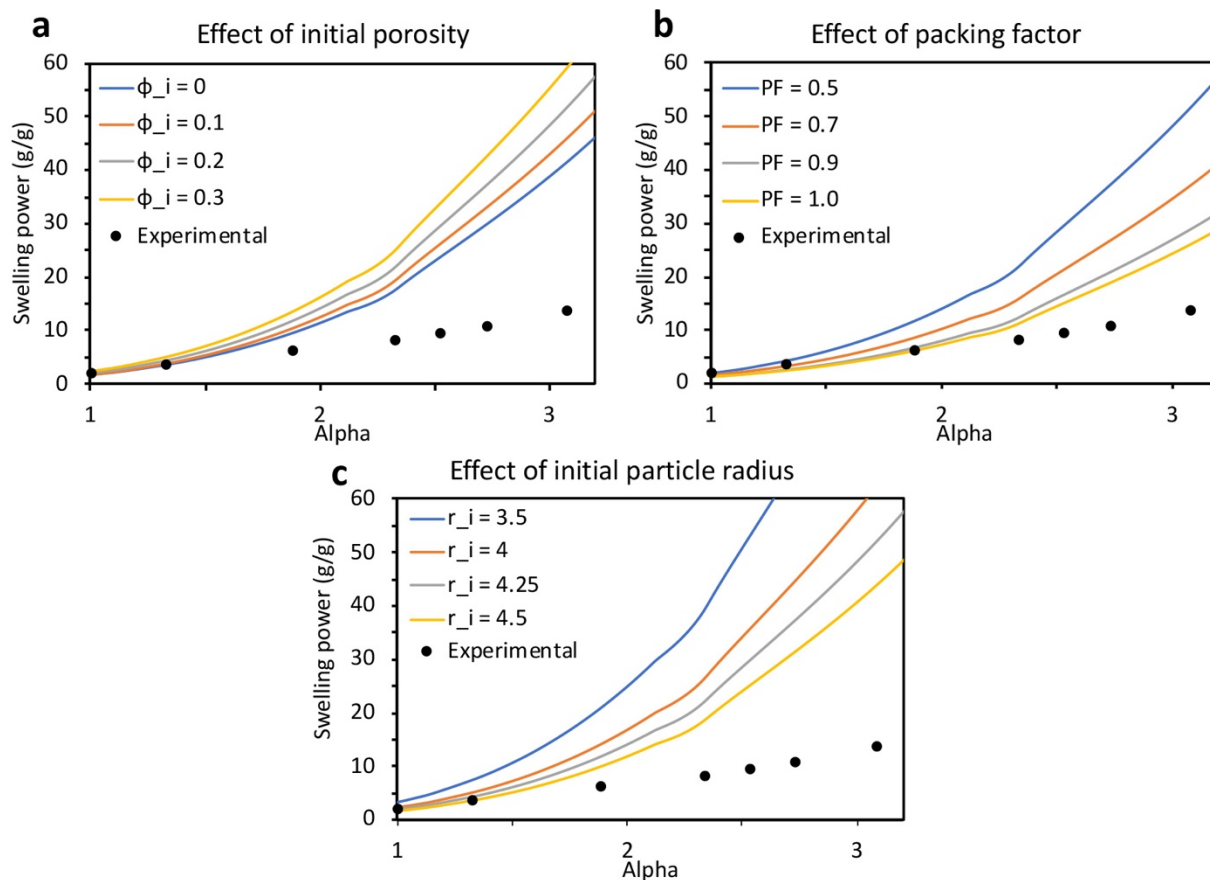 a
Effect of initial porosity
60
50
40
30
20
10
0
Swelling power (g/g)
ϕ_i = 0
ϕ_i = 0.1
ϕ_i = 0.2
ϕ_i = 0.3
Experimental
1
2
3
Alpha
b
Effect of packing factor
60
50
40
30
20
10
0
Swelling power (g/g)
PF = 0.5
PF = 0.7
PF = 0.9
PF = 1.0
Experimental
1
2
3
Alpha
c
Effect of initial particle radius
60
50
40
30
20
10
0
Swelling power (g/g)
r_i = 3.5
r_i = 4
r_i = 4.25
r_i = 4.5
Experimental
1
2
3
Alpha